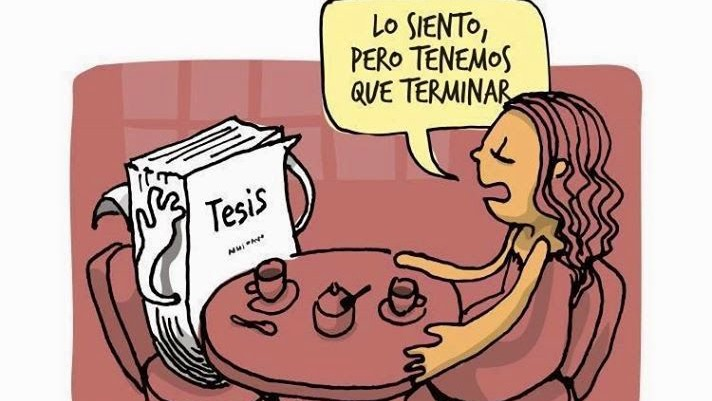 LO SIENTO,
PERO TENEMOS
QUE TERMINAR
Tesis